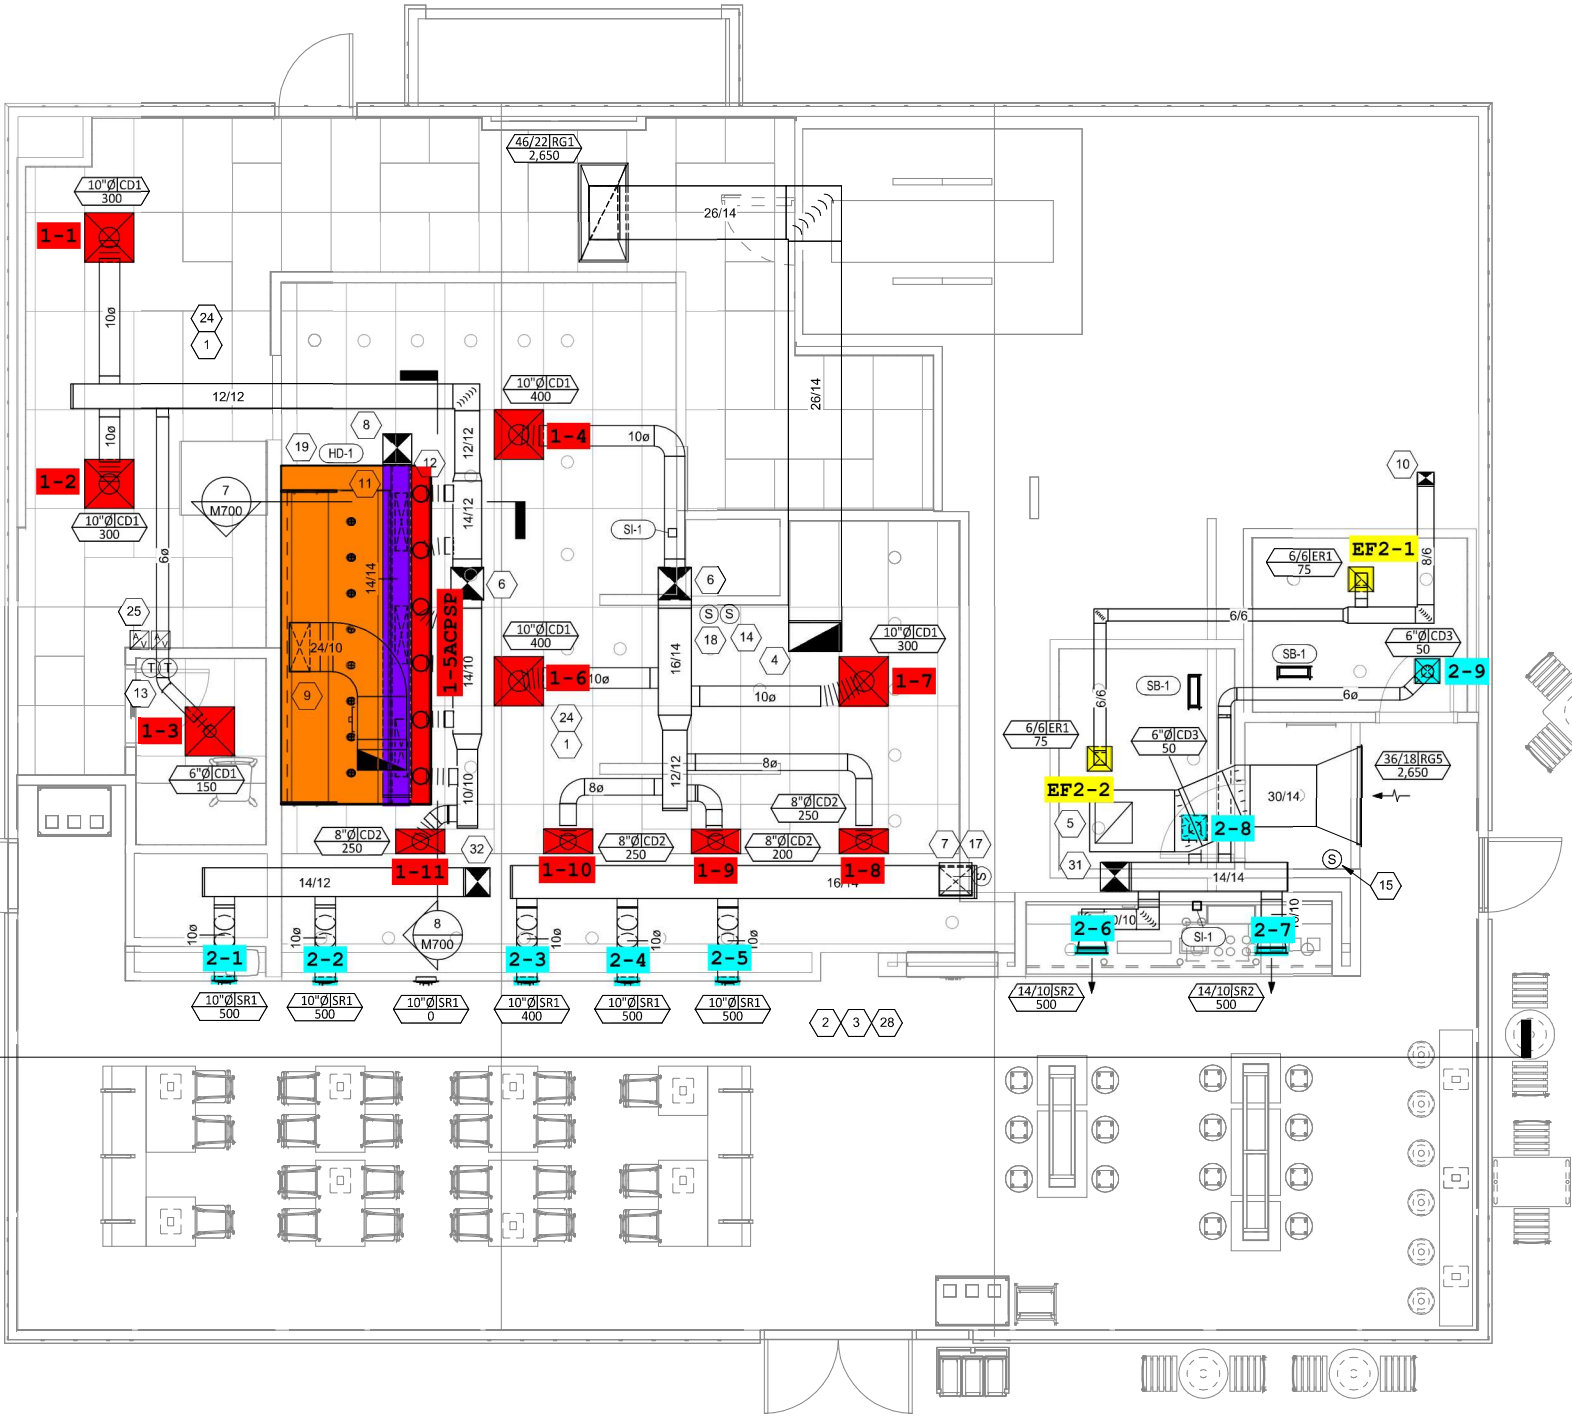 46/22 RG1
2,650
10"Ø CD1
300
1-1
26/14
10ø
24
1
12/12
10"Ø CD1
400
26/14
8
1-4
10ø
10ø
12/12
19
HD-1
12
10
1-2
11
7
M700
14/12
10"Ø CD1
300
SI-1
6ø
EF2-1
6/6 ER1
75
8/6
14/14
6
6
25
A
V
A
V
1-5ACPSP
S
S
18
14
6/6
10"Ø CD1
400
10"Ø CD1
300
6"Ø CD3
50
24/10
14/10
16/14
4
SB-1
T
T
2-9
1-6
10ø
1-7
SB-1
13
9
10ø
6/6
6ø
24
1
1-3
6/6 ER1
75
6"Ø CD3
50
36/18 RG5
2,650
6"Ø CD1
150
12/12
8ø
8ø
10/10
EF2-2
30/14
8"Ø CD2
250
5
2-8
8"Ø CD2
250
8"Ø CD2
250
8"Ø CD2
200
32
7
17
1-11
1-10
1-9
1-8
31
S
14/12
16/14
S
14/14
15
10ø
10ø
8
M700
10ø
10ø
10ø
2-6
2-7
SI-1
2-1
2-2
2-3
2-4
2-5
10"Ø SR1
500
10"Ø SR1
500
10"Ø SR1
0
10"Ø SR1
400
10"Ø SR1
500
10"Ø SR1
500
14/10 SR2
500
14/10 SR2
500
2
3
28